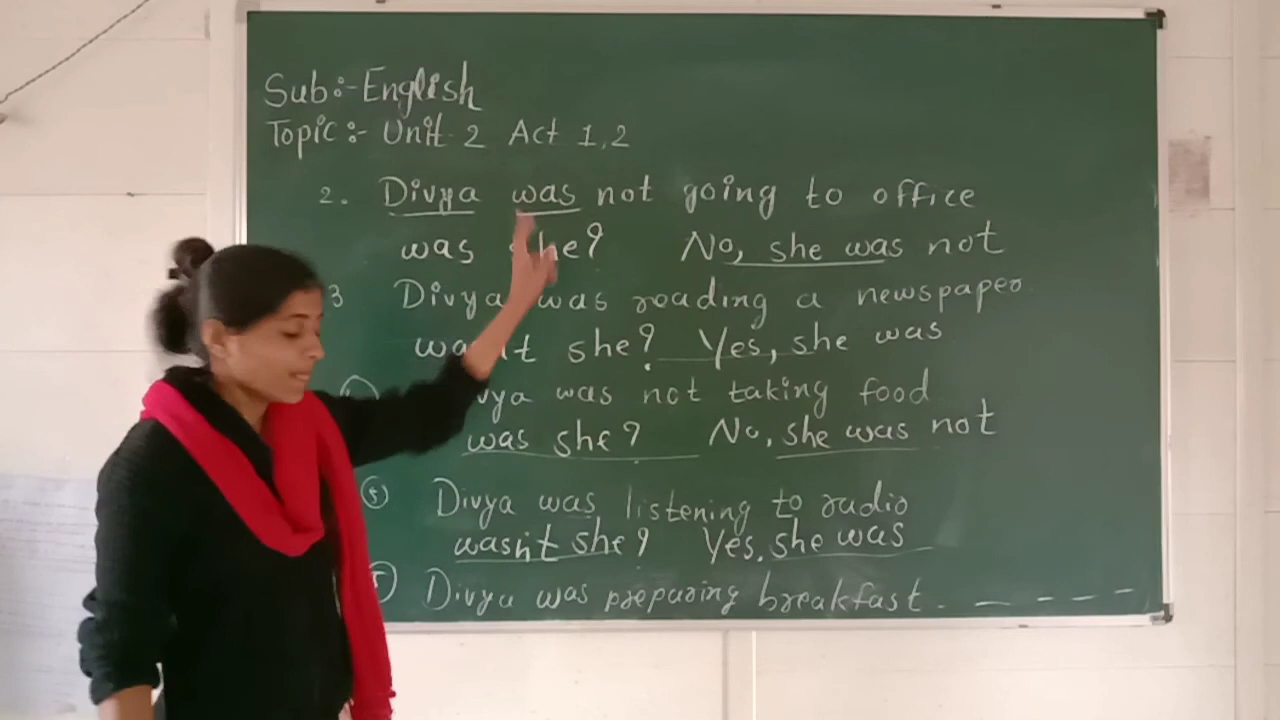 Sub:-English
Topic:- Unit-2 Act 1,2
2. Divya was not going to office
was she? No, she was not
3 Divya was reading a newspaper
wasn't she? Yes, she was
was not taking food
was she? No, she was not
5 Divya was listening to radio
wasn't she? Yes, she was
Divya was preparing breakfast. — - - -